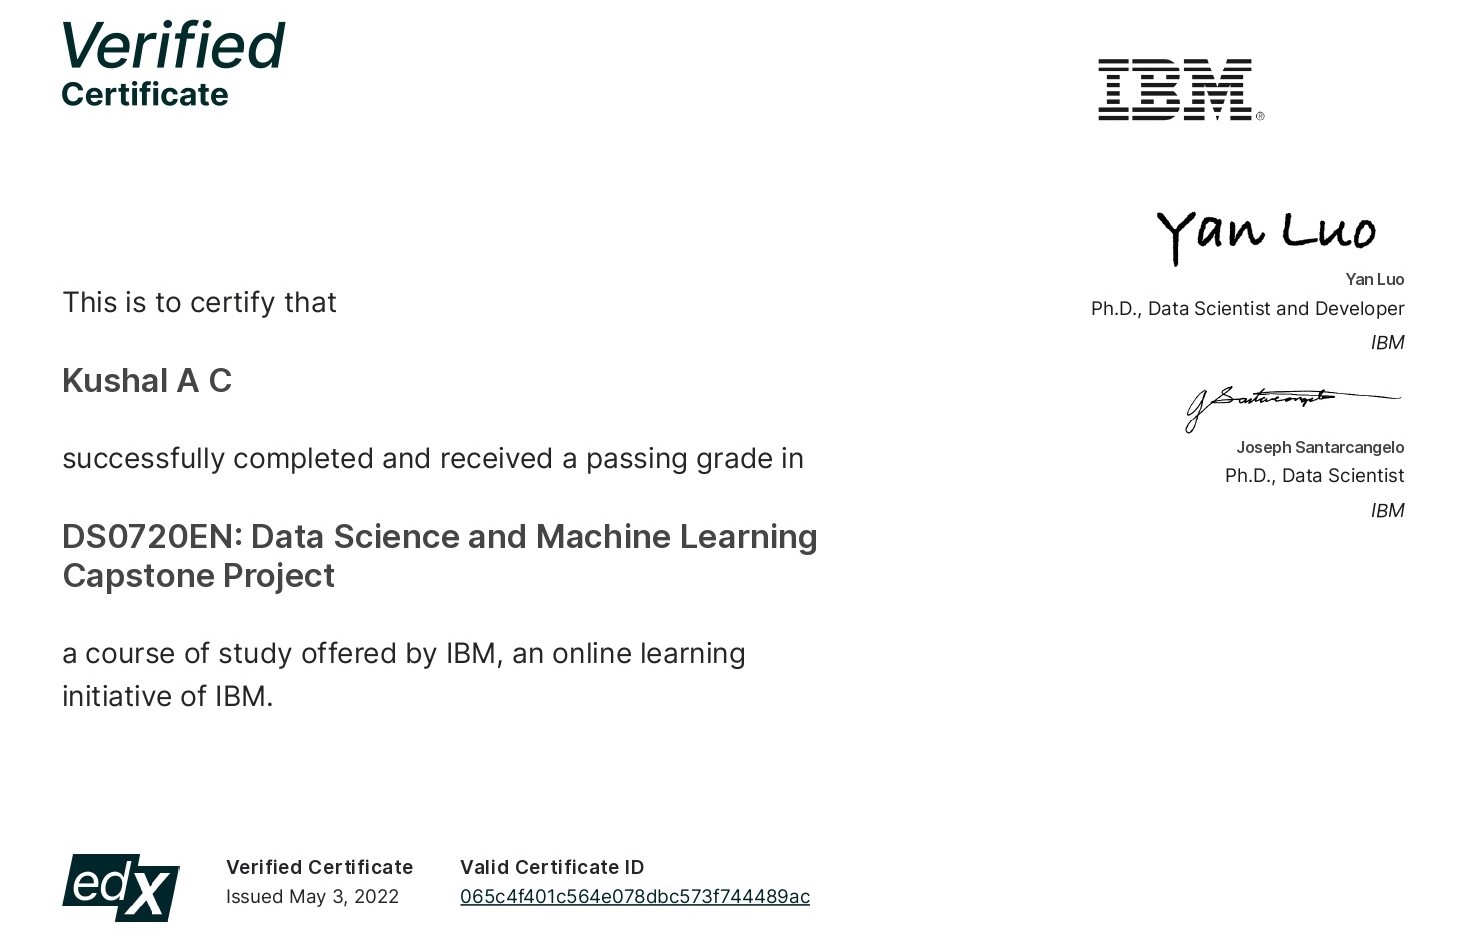 Verified
Certificate
IBM®
This is to certify that
Kushal A C
successfully completed and received a passing grade in
DS0720EN: Data Science and Machine Learning
Capstone Project
a course of study offered by IBM, an online learning
initiative of IBM.
Yan Luo
Yan Luo
Ph.D., Data Scientist and Developer
IBM
J Santarcangelo
Joseph Santarcangelo
Ph.D., Data Scientist
IBM
edX
Verified Certificate
Issued May 3, 2022
Valid Certificate ID
065c4f401c564e078dbc573f744489ac